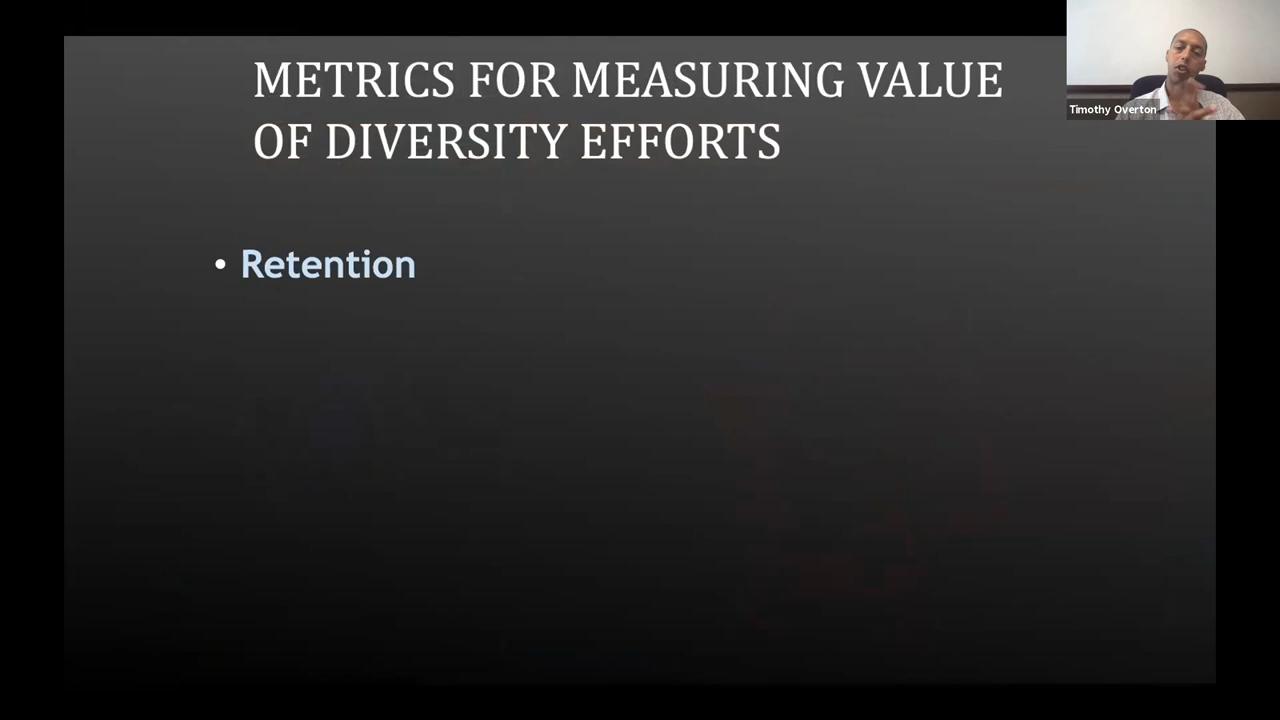 METRICS FOR MEASURING VALUE
OF DIVERSITY EFFORTS
Timothy Overton
• Retention